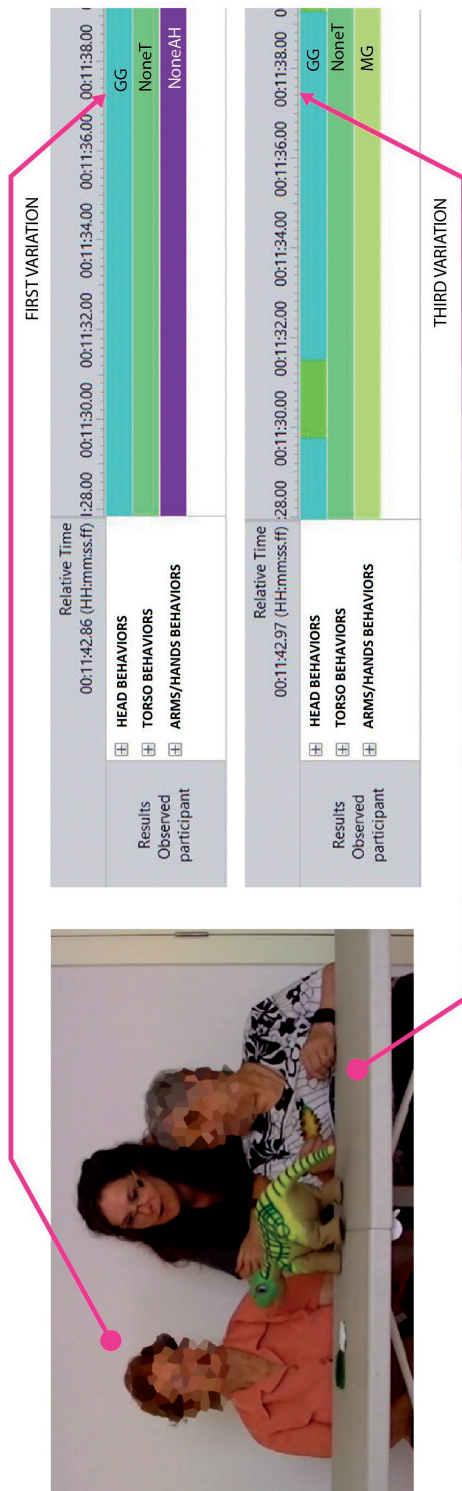 FIRST VARIATION
Relative Time
00:11:42.86 (HH:mm:ss.ff)
:28.00 00:11:30.00 00:11:32.00 00:11:34.00 00:11:36.00 00:11:38.00 0
Results
Observed
participant
HEAD BEHAVIORS GG
TORSO BEHAVIORS NoneT
ARMS/HANDS BEHAVIORS NoneAH
Relative Time
00:11:42.97 (HH:mm:ss.ff)
:28.00 00:11:30.00 00:11:32.00 00:11:34.00 00:11:36.00 00:11:38.00 0
Results
Observed
participant
HEAD BEHAVIORS GG
TORSO BEHAVIORS NoneT
ARMS/HANDS BEHAVIORS MG
THIRD VARIATION